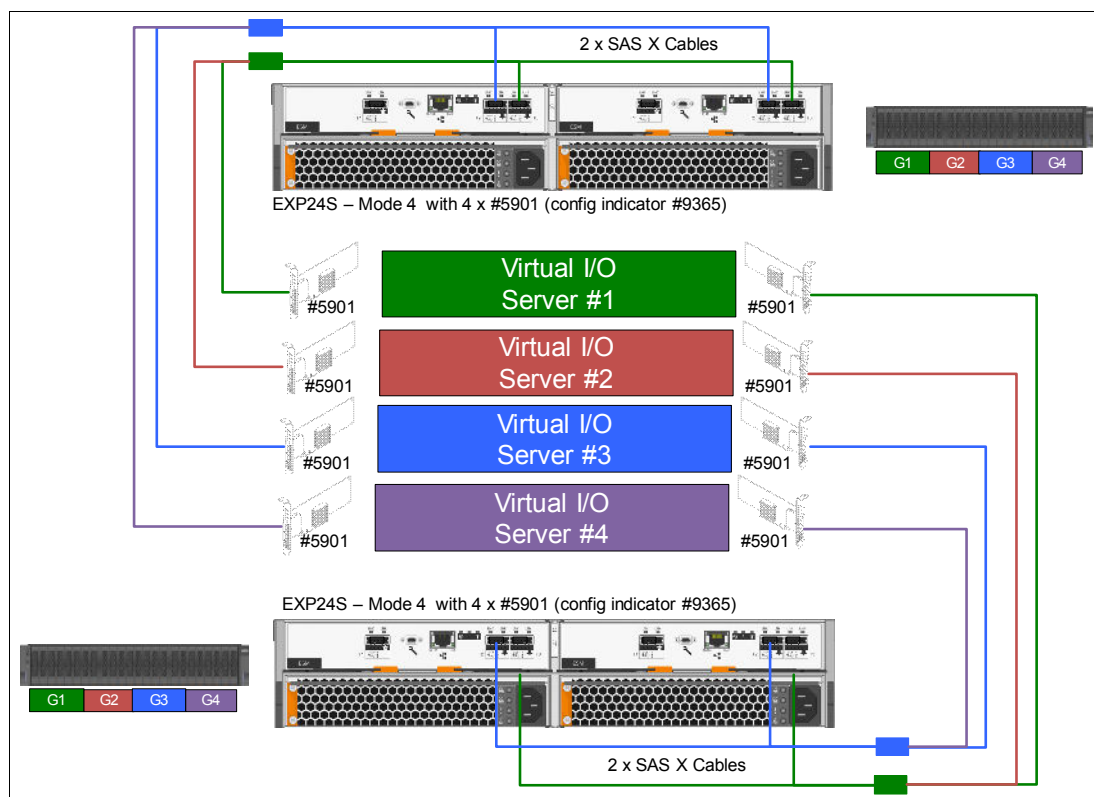 2 x SAS X Cables
G1 G2 G3 G4
EXP24S – Mode 4 with 4 x #5901 (config indicator #9365)
Virtual I/O
Server #1
#5901 #5901
Virtual I/O
Server #2
#5901 #5901
Virtual I/O
Server #3
#5901 #5901
Virtual I/O
Server #4
#5901 #5901
EXP24S – Mode 4 with 4 x #5901 (config indicator #9365)
G1 G2 G3 G4
2 x SAS X Cables